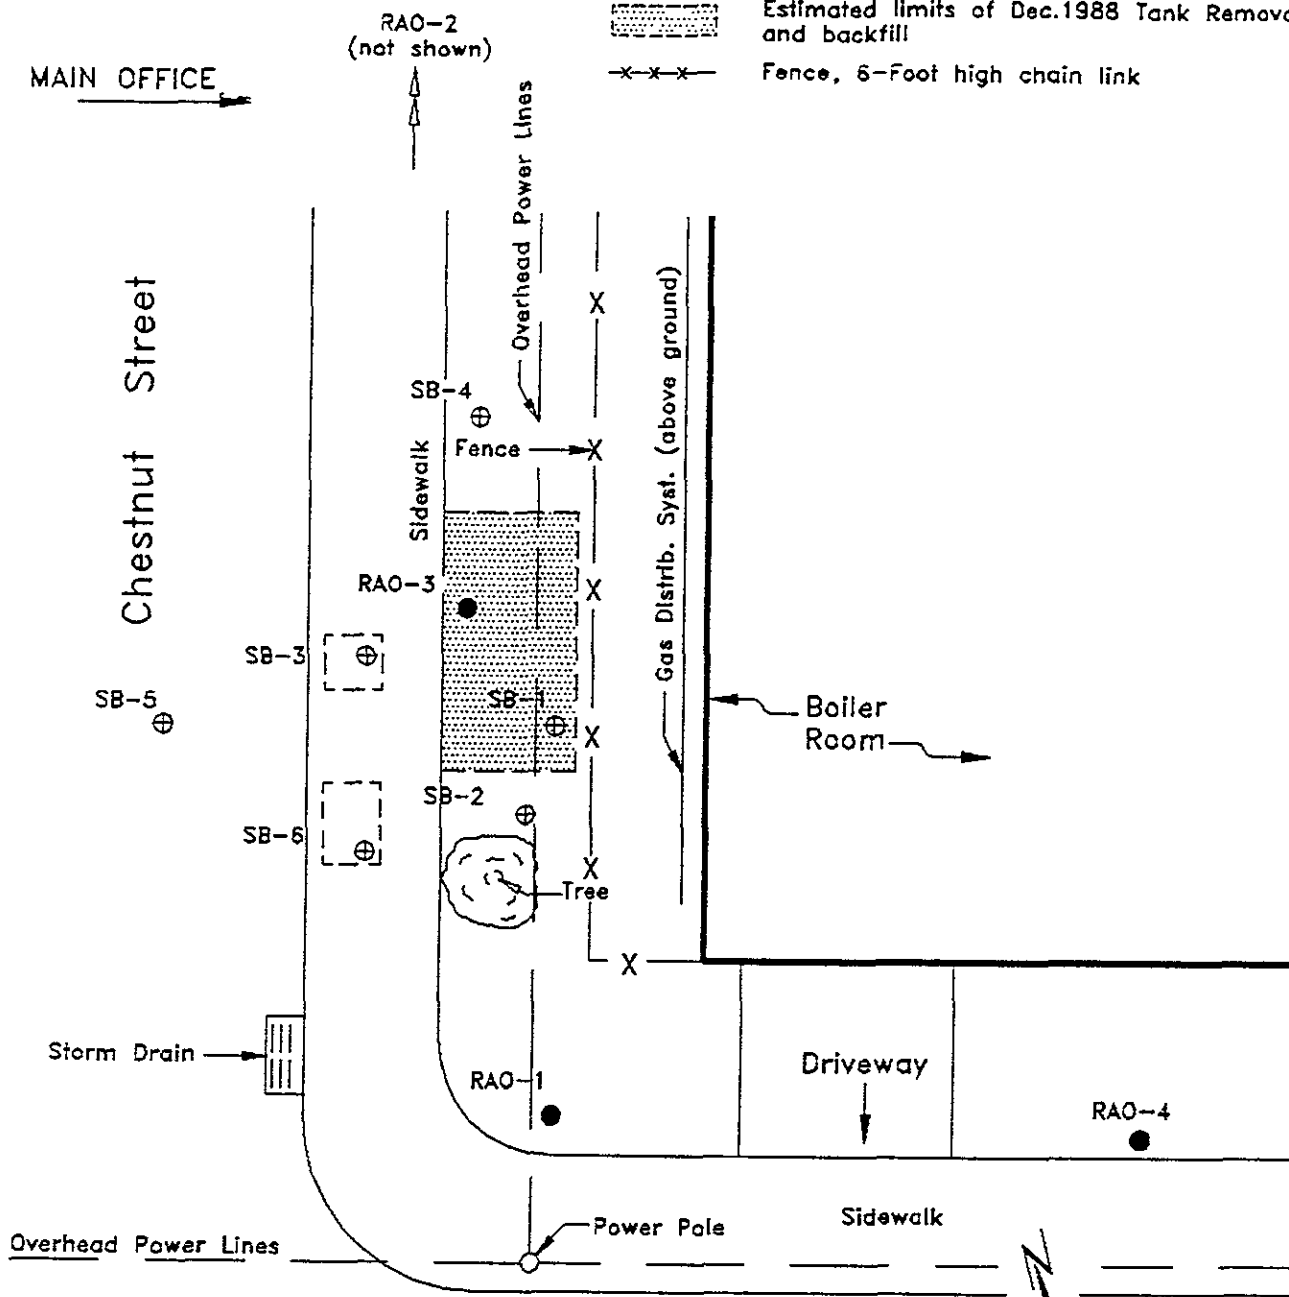 RAO-2
(not shown)
Estimated limits of Dec.1988 Tank Remova
and backfill
MAIN OFFICE
X-X-X
Fence, 6-Foot high chain link
Overhead Power Lines
Chestnut Street
Gas Distrib. Syst. (above ground)
SB-4
Sidewalk
Fence
X
X
RAO-3
X
SB-3
SB-5
SB-1
X
Boiler
Room
SB-2
SB-6
X
Tree
X
Storm Drain
Driveway
RAO-1
RAO-4
Power Pole
Sidewalk
Overhead Power Lines
N